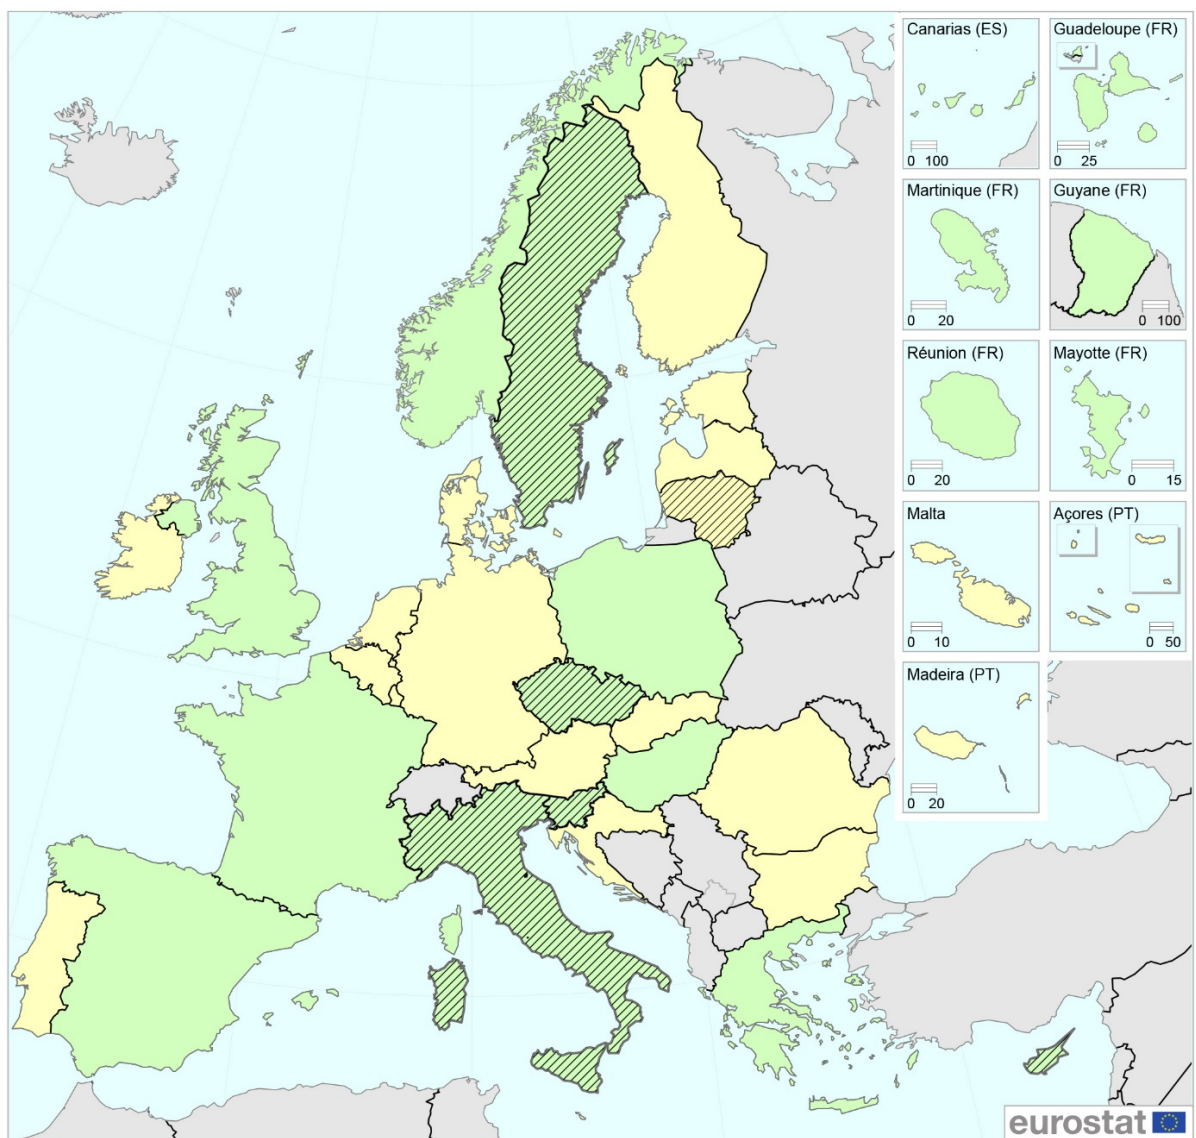 Canarias (ES)
0 100
Guadeloupe (FR)
0 25
Martinique (FR)
0 20
Guyane (FR)
0 100
Réunion (FR)
0 20
Mayotte (FR)
0 15
Malta
0 10
Açores (PT)
0 50
Madeira (PT)
0 20
eurostat